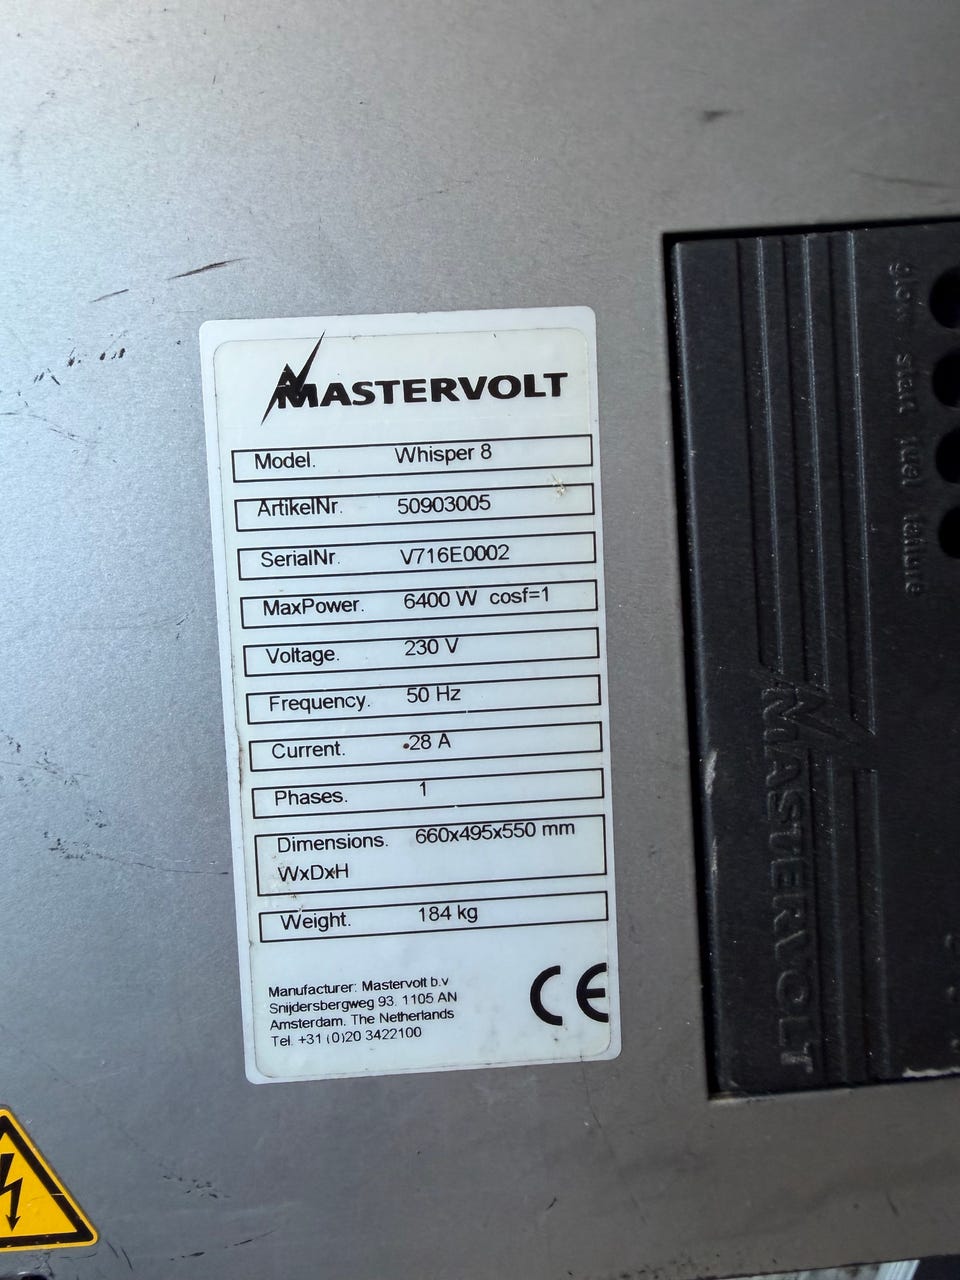 MASTERVOLT
Model. Whisper 8
ArtikelNr. 50903005
SerialNr. V716E0002
MaxPower. 6400 W cosf=1
Voltage. 230 V
Frequency. 50 Hz
Current. 28 A
Phases. 1
Dimensions. 660x495x550 mm
WxDxH
Weight. 184 kg
Manufacturer: Mastervolt b.v
Snijdersbergweg 93. 1105 AN
Amsterdam. The Netherlands
Tel. +31 (0)20 3422100
CE
glow start fuel failure
MASTERVOLT